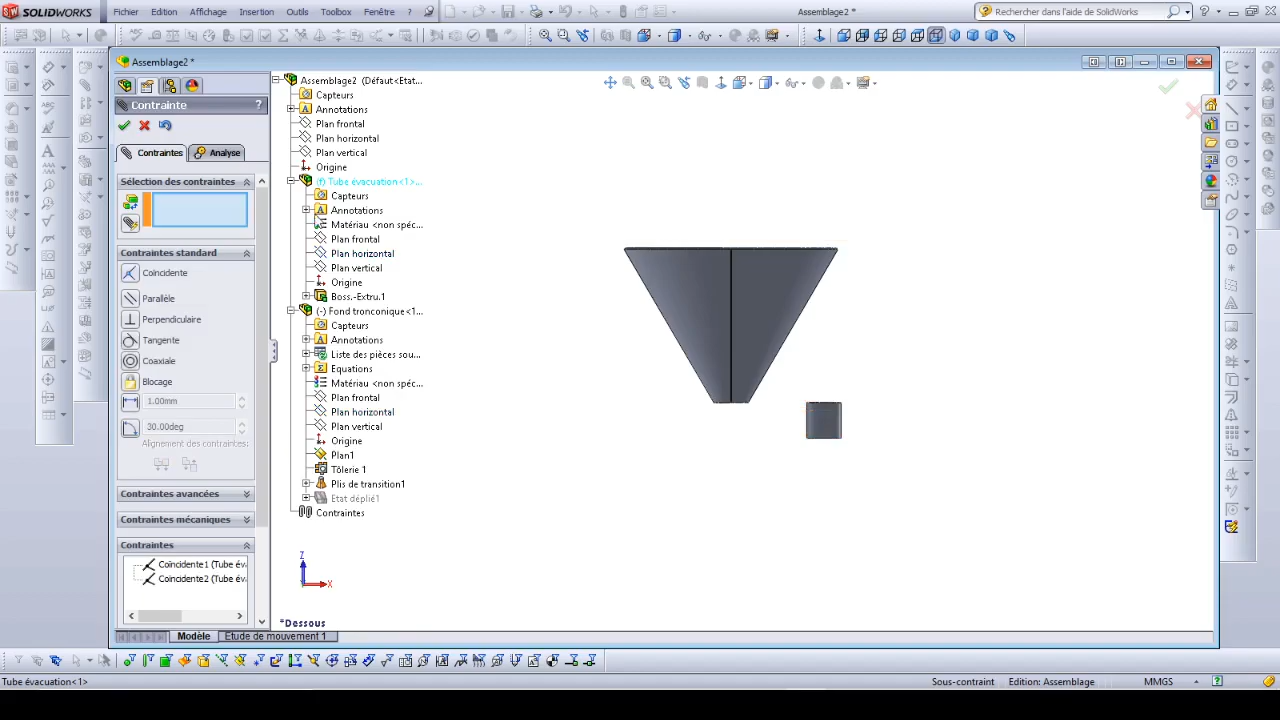 SOLIDWORKS
Fichier
Edition
Affichage
Insertion
Outils
Toolbox
Fenêtre
?
Assemblage2 *
Rechercher dans l'aide de SolidWorks
Assemblage2 *
Contrainte
?
Contraintes
Analyse
Sélection des contraintes
Contraintes standard
Coïncidente
Parallèle
Perpendiculaire
Tangente
Coaxiale
Blocage
1.00mm
30.00deg
Alignement des contraintes:
Contraintes avancées
Contraintes mécaniques
Contraintes
Coïncidente1 (Tube év
Coïncidente2 (Tube év
Assemblage2 (Défaut<Etat...
Capteurs
Annotations
Plan frontal
Plan horizontal
Plan vertical
Origine
(f) Tube évacuation<1>...
Capteurs
Annotations
Matériau <non spéc...
Plan frontal
Plan horizontal
Plan vertical
Origine
Boss.-Extru.1
(-) Fond tronconique<1...
Capteurs
Annotations
Liste des pièces sou...
Equations
Matériau <non spéc...
Plan frontal
Plan horizontal
Plan vertical
Origine
Plan1
Tôlerie 1
Plis de transition1
Etat déplié1
Contraintes
Z
X
*Dessous
Modèle
Etude de mouvement 1
Tube évacuation<1>
Sous-contraint
Edition: Assemblage
MMGS
?